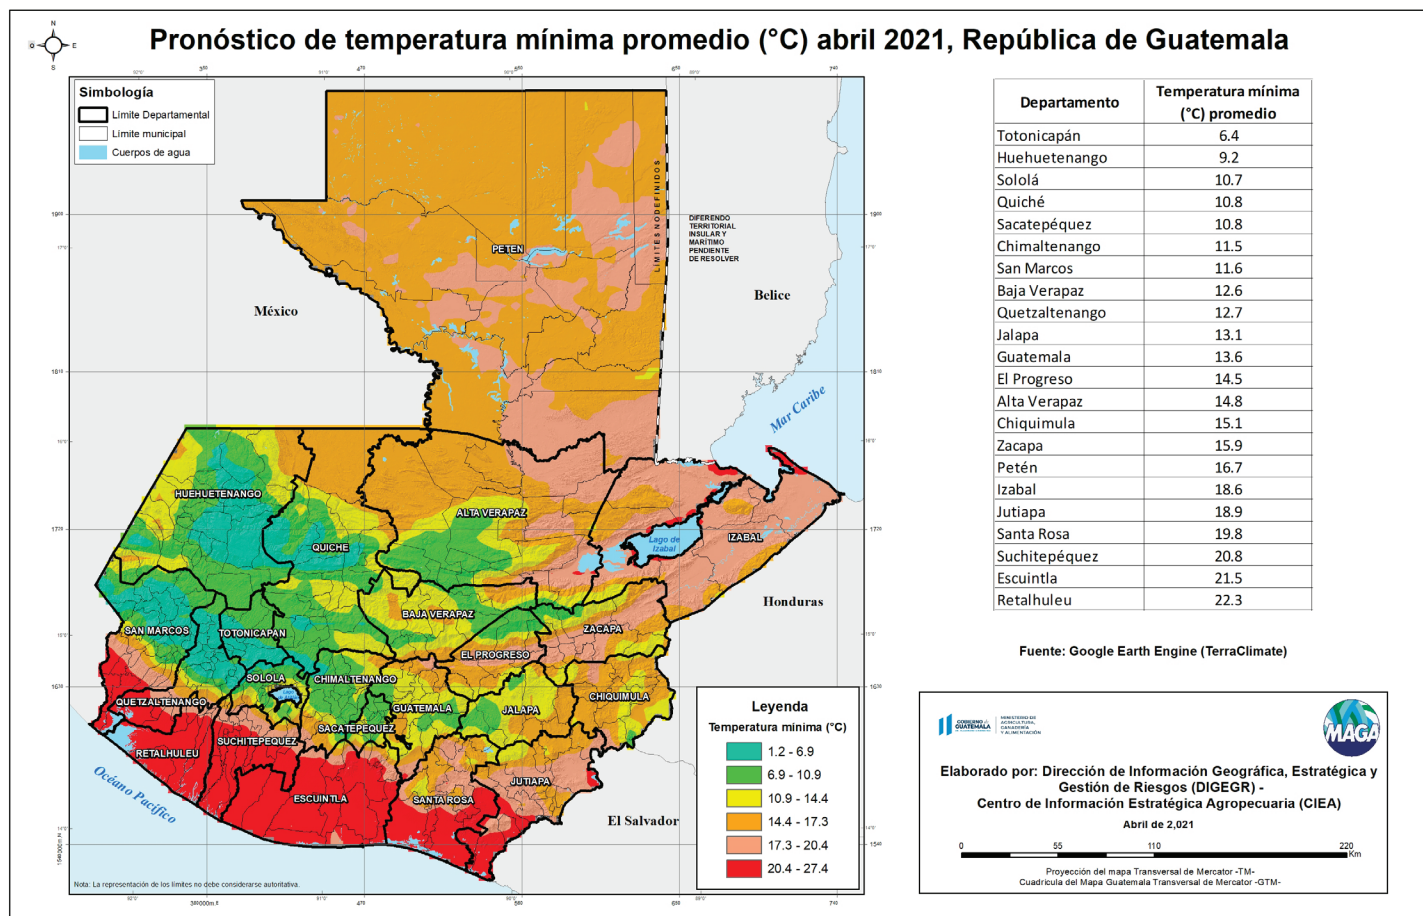 Pronóstico de temperatura mínima promedio (°C) abril 2021, República de Guatemala
N
E
S
O
Simbología
Límite Departamental
Límite municipal
Cuerpos de agua
México
Belice
Honduras
El Salvador
Mar Caribe
Océano Pacífico
LÍMITES NO DEFINIDOS
DIFERENDO
TERRITORIAL
INSULAR Y
MARÍTIMO
PENDIENTE
DE RESOLVER
PETEN
HUEHUETENANGO
QUICHE
ALTA VERAPAZ
Lago de
Izabal
IZABAL
BAJA VERAPAZ
ZACAPA
SAN MARCOS
TOTONICAPAN
EL PROGRESO
SOLOLA
CHIMALTENANGO
QUETZALTENANGO
GUATEMALA
JALAPA
CHIQUIMULA
SACATEPEQUEZ
SUCHITEPEQUEZ
RETALHULEU
ESCUINTLA
SANTA ROSA
JUTIAPA
Leyenda
Temperatura mínima (°C)
1.2 - 6.9
6.9 - 10.9
10.9 - 14.4
14.4 - 17.3
17.3 - 20.4
20.4 - 27.4
Nota: La representación de los límites no debe considerarse autoritativa.
Departamento Temperatura mínima
(°C) promedio
Totonicapán 6.4
Huehuetenango 9.2
Sololá 10.7
Quiché 10.8
Sacatepéquez 10.8
Chimaltenango 11.5
San Marcos 11.6
Baja Verapaz 12.6
Quetzaltenango 12.7
Jalapa 13.1
Guatemala 13.6
El Progreso 14.5
Alta Verapaz 14.8
Chiquimula 15.1
Zacapa 15.9
Petén 16.7
Izabal 18.6
Jutiapa 18.9
Santa Rosa 19.8
Suchitepéquez 20.8
Escuintla 21.5
Retalhuleu 22.3
Fuente: Google Earth Engine (TerraClimate)
GOBIERNO de
GUATEMALA
MINISTERIO DE
AGRICULTURA,
GANADERÍA
Y ALIMENTACIÓN
MAGA
Elaborado por: Dirección de Información Geográfica, Estratégica y
Gestión de Riesgos (DIGEGR) -
Centro de Información Estratégica Agropecuaria (CIEA)
Abril de 2,021
0 55 110 220
Km
Proyección del mapa Transversal de Mercator -TM-
Cuadrícula del Mapa Guatemala Transversal de Mercator -GTM-